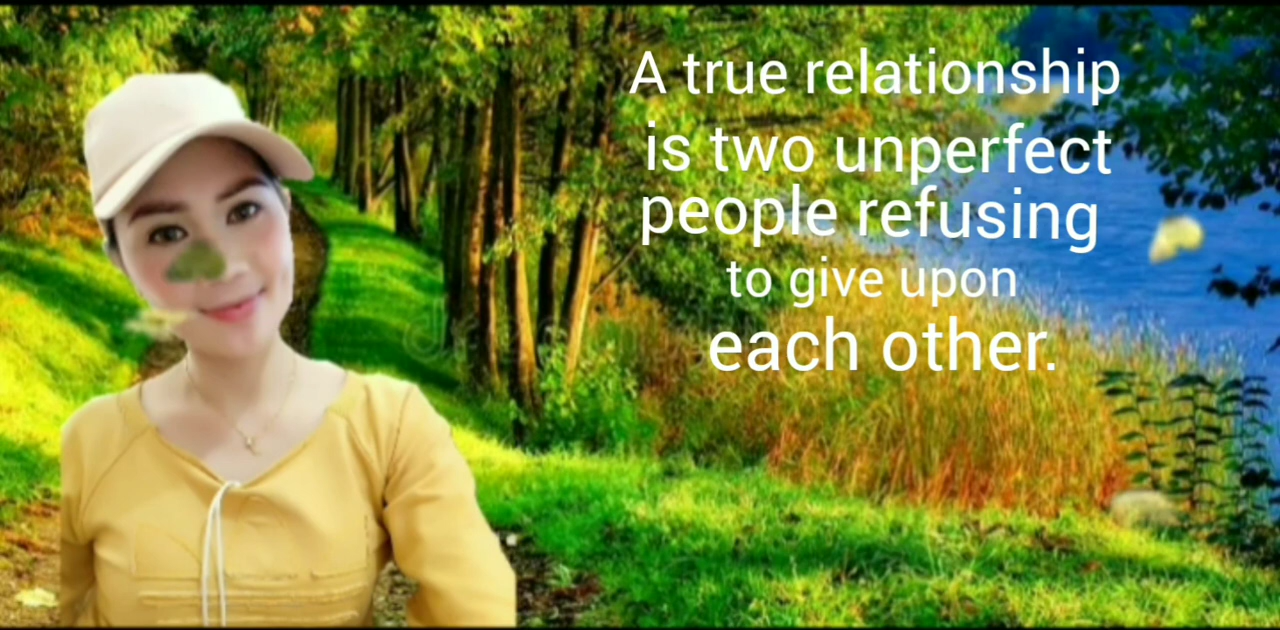 A true relationship
is two unperfect
people refusing
to give upon
each other.